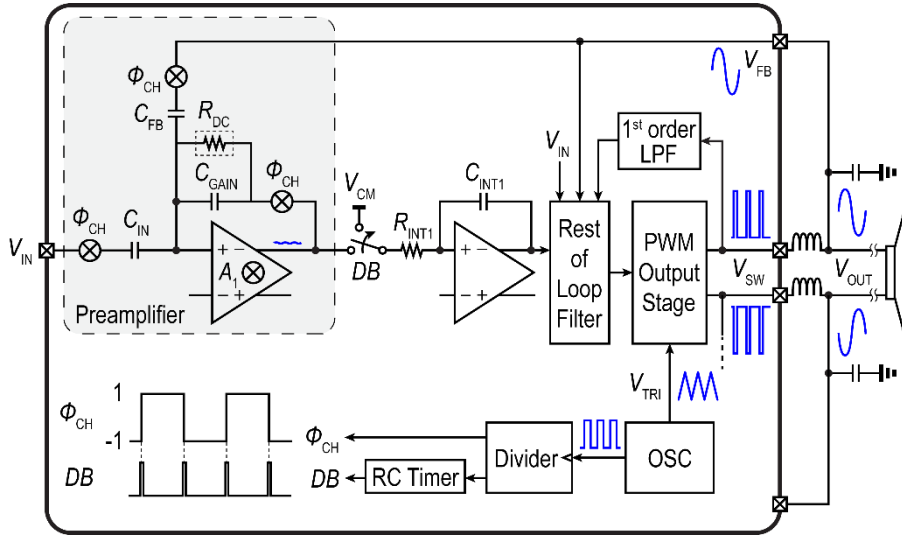 V_FB
Φ_CH
C_FB
R_DC
V_IN
1st order
LPF
C_GAIN
Φ_CH
V_CM
C_INT1
Φ_CH
C_IN
R_INT1
V_IN
+ −
− +
A_1
DB
+ −
− +
Rest
of
Loop
Filter
PWM
Output
Stage
V_SW
V_OUT
Preamplifier
V_TRI
1
Φ_CH
-1
DB
Φ_CH
DB
RC Timer
Divider
OSC